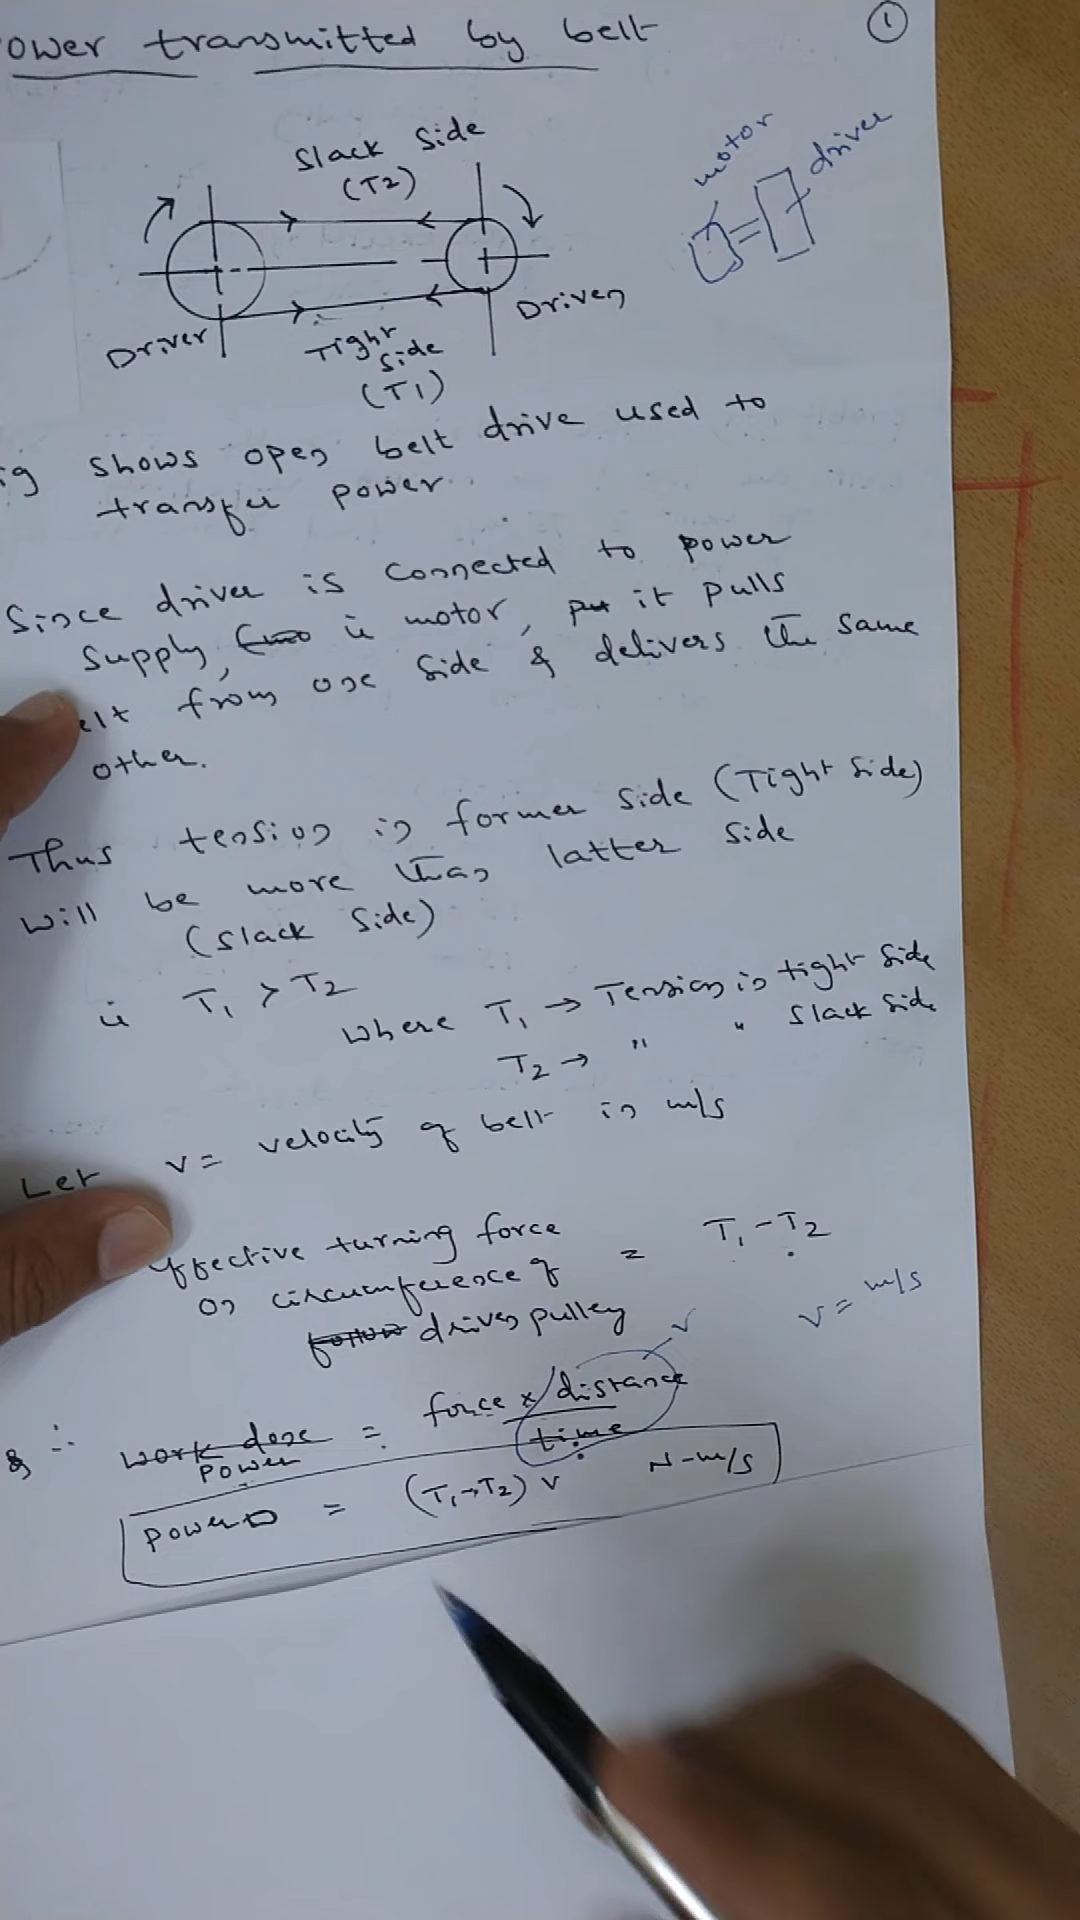 ower transmitted by belt
1
Slack Side
(T2)
motor
driver
Driver
Driven
Tight
side
(T1)
ig shows open belt drive used to
transfer power.
Since driver is connected to power
supply, ie motor, it pulls
elt from one side & delivers the same
other.
Thus tension in former side (Tight side)
will be more than latter side
(slack side)
ie T1 > T2
where T1 → Tension in tight side
T2 → " " slack side
Let v = velocity of belt in m/s
ffective turning force
on circumference of = T1 - T2
driven pulley
v = m/s
v
& ∴ work done = force x distance
power time
power = (T1 - T2) v N-m/s